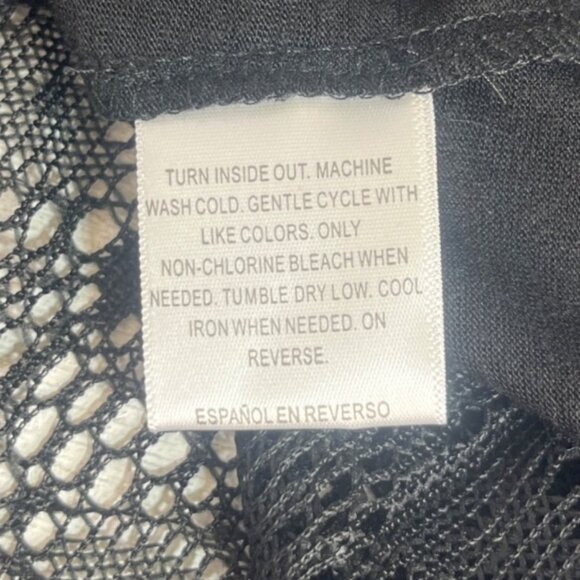 TURN INSIDE OUT. MACHINE
WASH COLD. GENTLE CYCLE WITH
LIKE COLORS. ONLY
NON-CHLORINE BLEACH WHEN
NEEDED. TUMBLE DRY LOW. COOL
IRON WHEN NEEDED. ON
REVERSE.
ESPAÑOL EN REVERSO